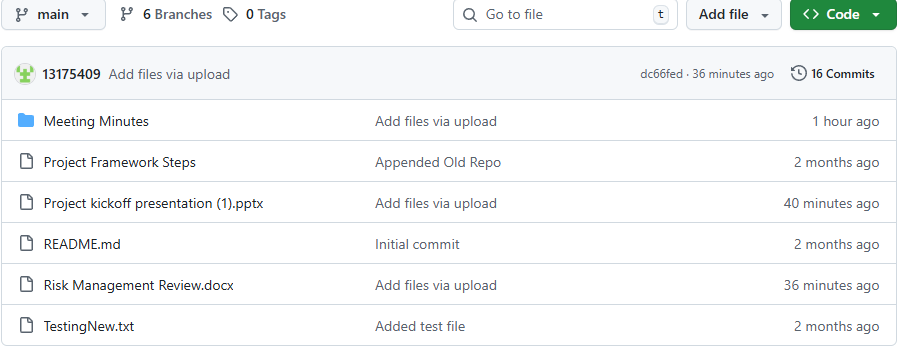 main 6 Branches 0 Tags Go to file t Add file Code
13175409 Add files via upload dc66fed · 36 minutes ago 16 Commits
Meeting Minutes Add files via upload 1 hour ago
Project Framework Steps Appended Old Repo 2 months ago
Project kickoff presentation (1).pptx Add files via upload 40 minutes ago
README.md Initial commit 2 months ago
Risk Management Review.docx Add files via upload 36 minutes ago
TestingNew.txt Added test file 2 months ago